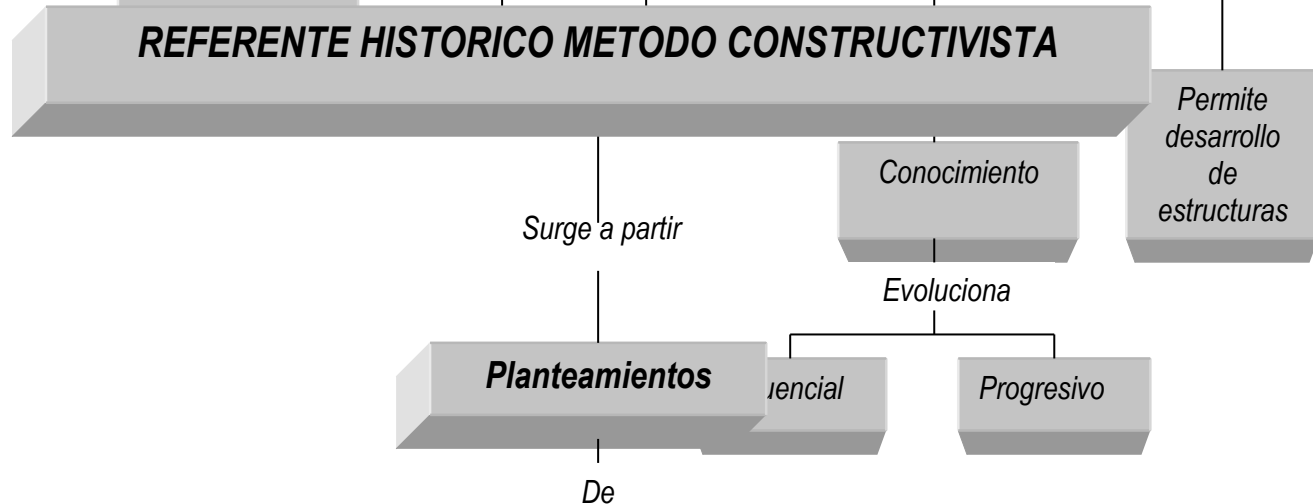 REFERENTE HISTORICO METODO CONSTRUCTIVISTA
Permite
desarrollo
de
estructuras
Conocimiento
Surge a partir
Evoluciona
Planteamientos
uencial
Progresivo
De